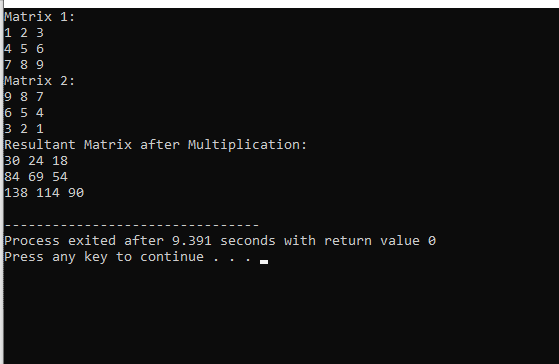 Matrix 1:
1 2 3
4 5 6
7 8 9
Matrix 2:
9 8 7
6 5 4
3 2 1
Resultant Matrix after Multiplication:
30 24 18
84 69 54
138 114 90
--------------------------------
Process exited after 9.391 seconds with return value 0
Press any key to continue . . .